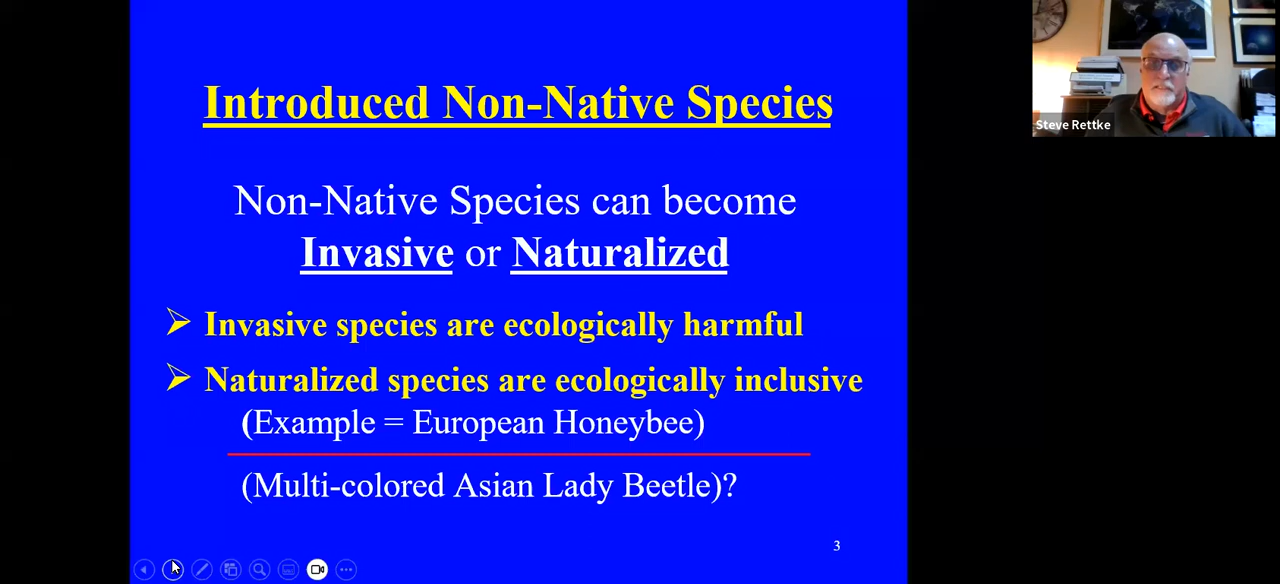 Introduced Non-Native Species
Non-Native Species can become
Invasive or Naturalized
➢ Invasive species are ecologically harmful
➢ Naturalized species are ecologically inclusive
(Example = European Honeybee)
(Multi-colored Asian Lady Beetle)?
3
Steve Rettke